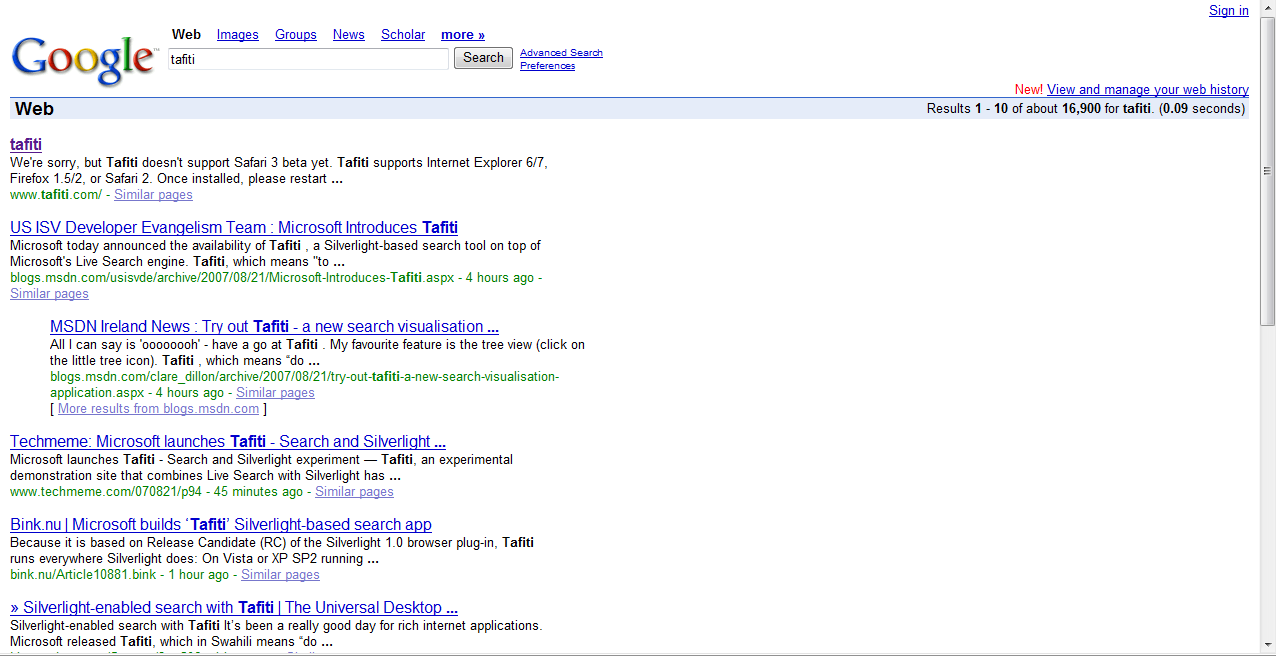 Sign in
Web Images Groups News Scholar more »
Google™
tafiti Search Advanced Search
Preferences
New! View and manage your web history
Web Results 1 - 10 of about 16,900 for tafiti. (0.09 seconds)
tafiti
We're sorry, but Tafiti doesn't support Safari 3 beta yet. Tafiti supports Internet Explorer 6/7,
Firefox 1.5/2, or Safari 2. Once installed, please restart ...
www.tafiti.com/ - Similar pages
US ISV Developer Evangelism Team : Microsoft Introduces Tafiti
Microsoft today announced the availability of Tafiti , a Silverlight-based search tool on top of
Microsoft's Live Search engine. Tafiti, which means "to ...
blogs.msdn.com/usisvde/archive/2007/08/21/Microsoft-Introduces-Tafiti.aspx - 4 hours ago -
Similar pages
MSDN Ireland News : Try out Tafiti - a new search visualisation ...
All I can say is 'oooooooh' - have a go at Tafiti . My favourite feature is the tree view (click on
the little tree icon). Tafiti , which means “do ...
blogs.msdn.com/clare_dillon/archive/2007/08/21/try-out-tafiti-a-new-search-visualisation-
application.aspx - 4 hours ago - Similar pages
[ More results from blogs.msdn.com ]
Techmeme: Microsoft launches Tafiti - Search and Silverlight ...
Microsoft launches Tafiti - Search and Silverlight experiment — Tafiti, an experimental
demonstration site that combines Live Search with Silverlight has ...
www.techmeme.com/070821/p94 - 45 minutes ago - Similar pages
Bink.nu | Microsoft builds ‘Tafiti’ Silverlight-based search app
Because it is based on Release Candidate (RC) of the Silverlight 1.0 browser plug-in, Tafiti
runs everywhere Silverlight does: On Vista or XP SP2 running ...
bink.nu/Article10881.bink - 1 hour ago - Similar pages
» Silverlight-enabled search with Tafiti | The Universal Desktop ...
Silverlight-enabled search with Tafiti It’s been a really good day for rich internet applications.
Microsoft released Tafiti, which in Swahili means “do ...